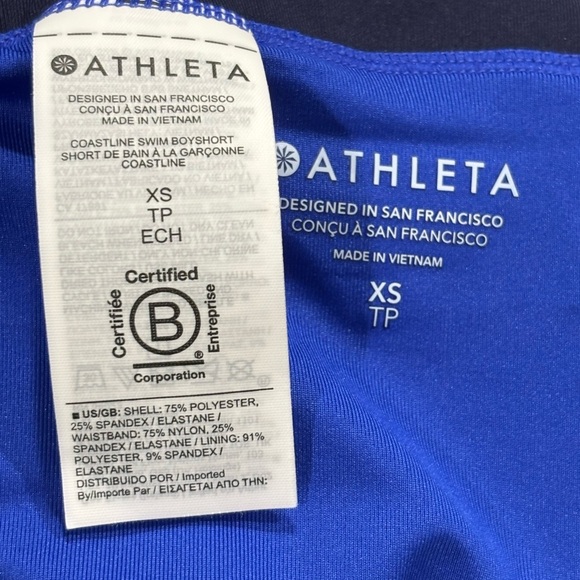 ATHLETA
DESIGNED IN SAN FRANCISCO
CONÇU À SAN FRANCISCO
MADE IN VIETNAM
COASTLINE SWIM BOYSHORT
SHORT DE BAIN À LA GARÇONNE
COASTLINE
XS
TP
ECH
Certified
Certifiée
B
Entreprise
®
Corporation
US/GB: SHELL: 75% POLYESTER,
25% SPANDEX / ELASTANE /
WAISTBAND: 75% NYLON, 25%
SPANDEX / ELASTANE / LINING: 91%
POLYESTER, 9% SPANDEX /
ELASTANE
DISTRIBUIDO POR / Imported
By/importe Par / ΕΙΣΑΓΕΤΑΙ ΑΠΟ ΤΗΝ:
ATHLETA
DESIGNED IN SAN FRANCISCO
CONÇU À SAN FRANCISCO
MADE IN VIETNAM
XS
TP